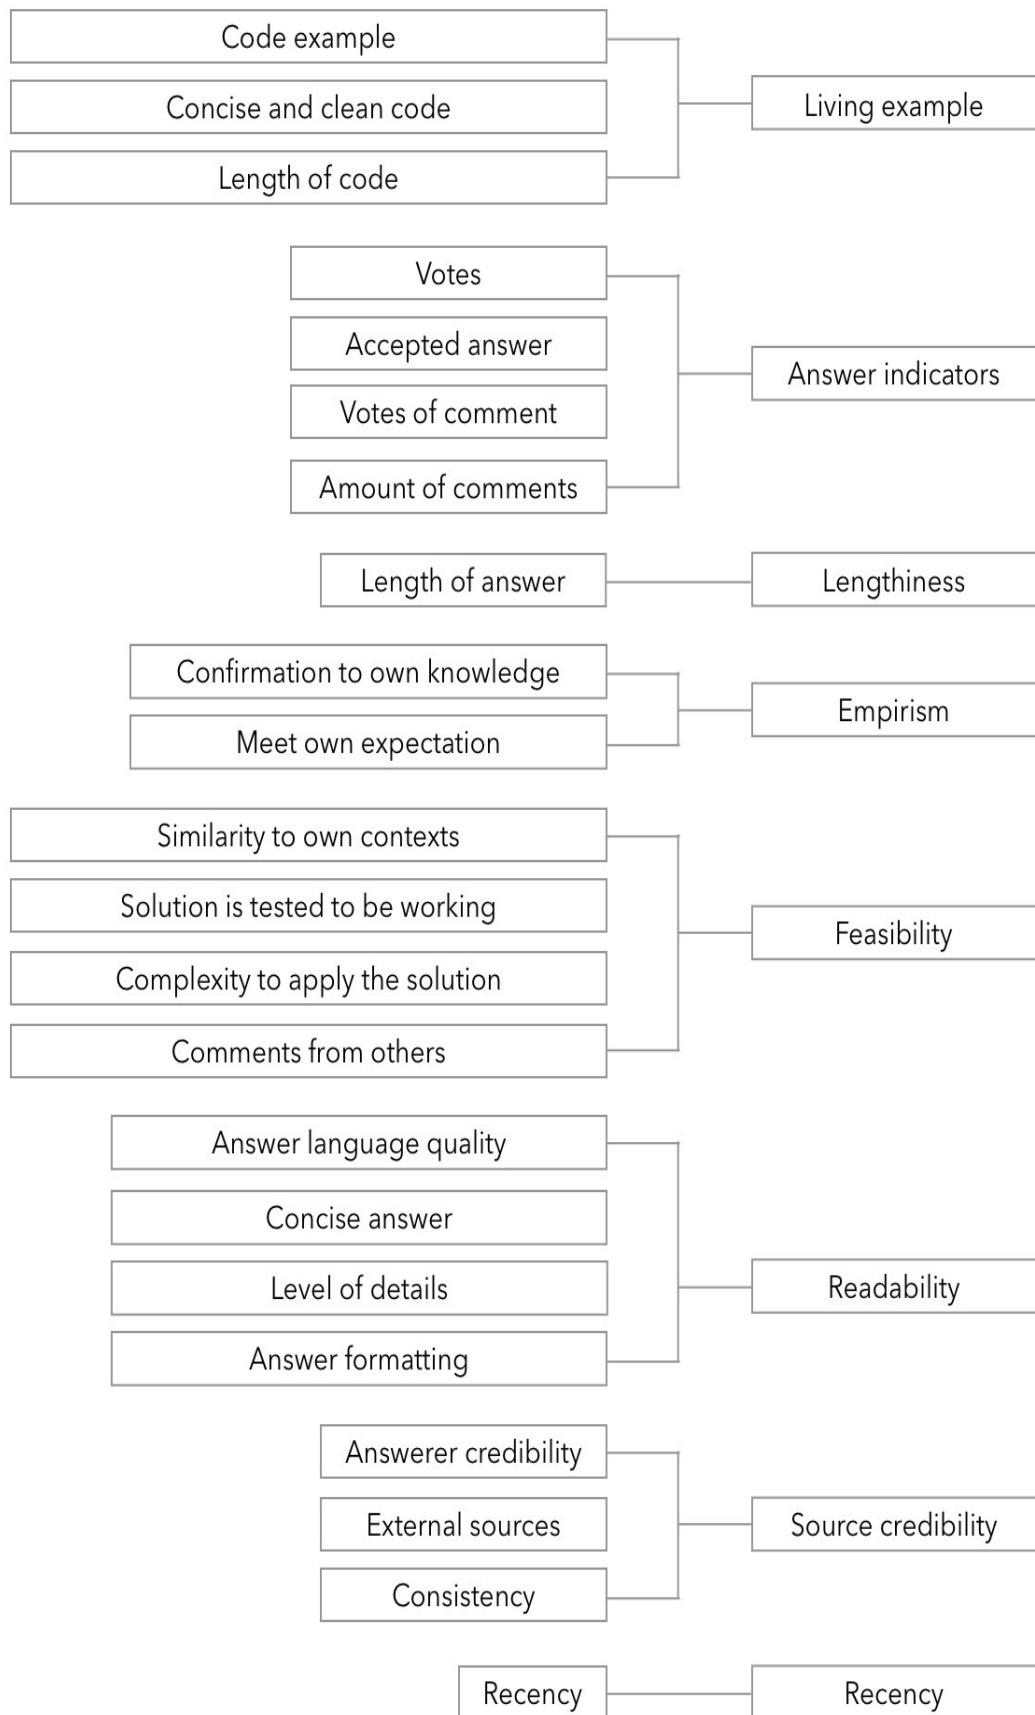 Code example
Concise and clean code
Length of code
Living example
Votes
Accepted answer
Votes of comment
Amount of comments
Answer indicators
Length of answer
Lengthiness
Confirmation to own knowledge
Meet own expectation
Empirism
Similarity to own contexts
Solution is tested to be working
Complexity to apply the solution
Comments from others
Feasibility
Answer language quality
Concise answer
Level of details
Answer formatting
Readability
Answerer credibility
External sources
Consistency
Source credibility
Recency
Recency